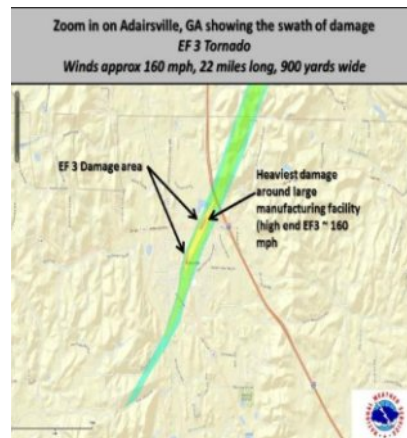 Zoom in on Adairsville, GA showing the swath of damage
EF 3 Tornado
Winds approx 160 mph, 22 miles long, 900 yards wide
EF 3 Damage area
Heaviest damage
around large
manufacturing facility
(high end EF3 ~ 160
mph